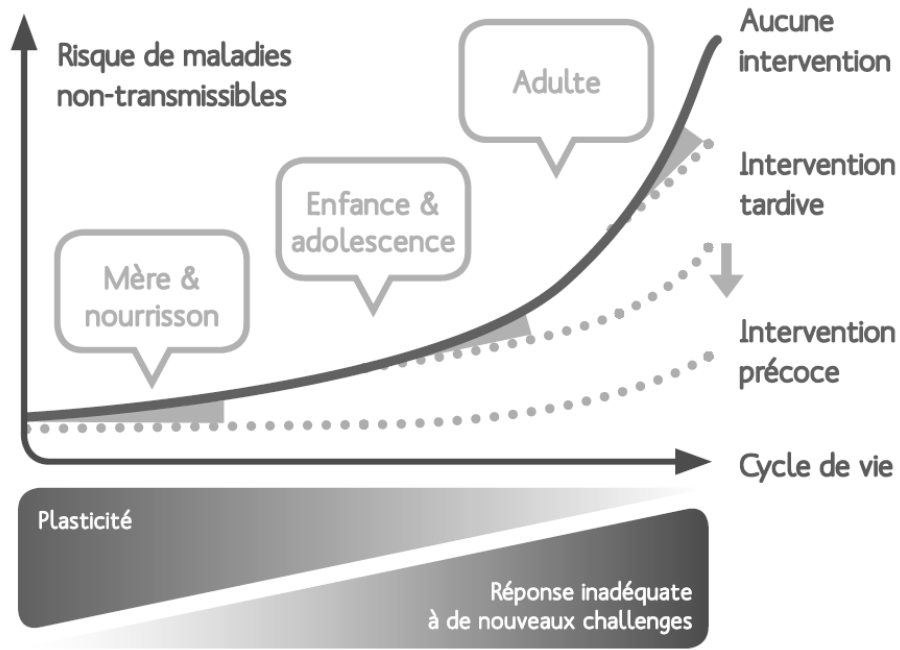 Risque de maladies
non-transmissibles
Aucune
intervention
Adulte
Intervention
tardive
Enfance &
adolescence
Mère &
nourrisson
Intervention
précoce
Cycle de vie
Plasticité
Réponse inadéquate
à de nouveaux challenges